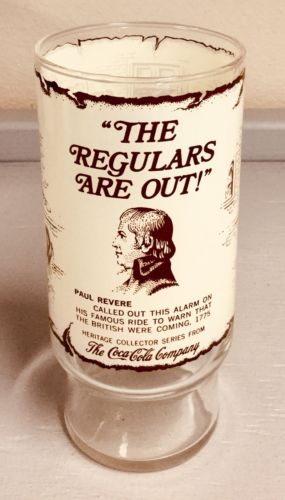 "THE
REGULARS
ARE OUT!"
PAUL REVERE
CALLED OUT THIS ALARM ON
HIS FAMOUS RIDE TO WARN THAT
THE BRITISH WERE COMING, 1775
HERITAGE COLLECTOR SERIES FROM
The Coca-Cola Company